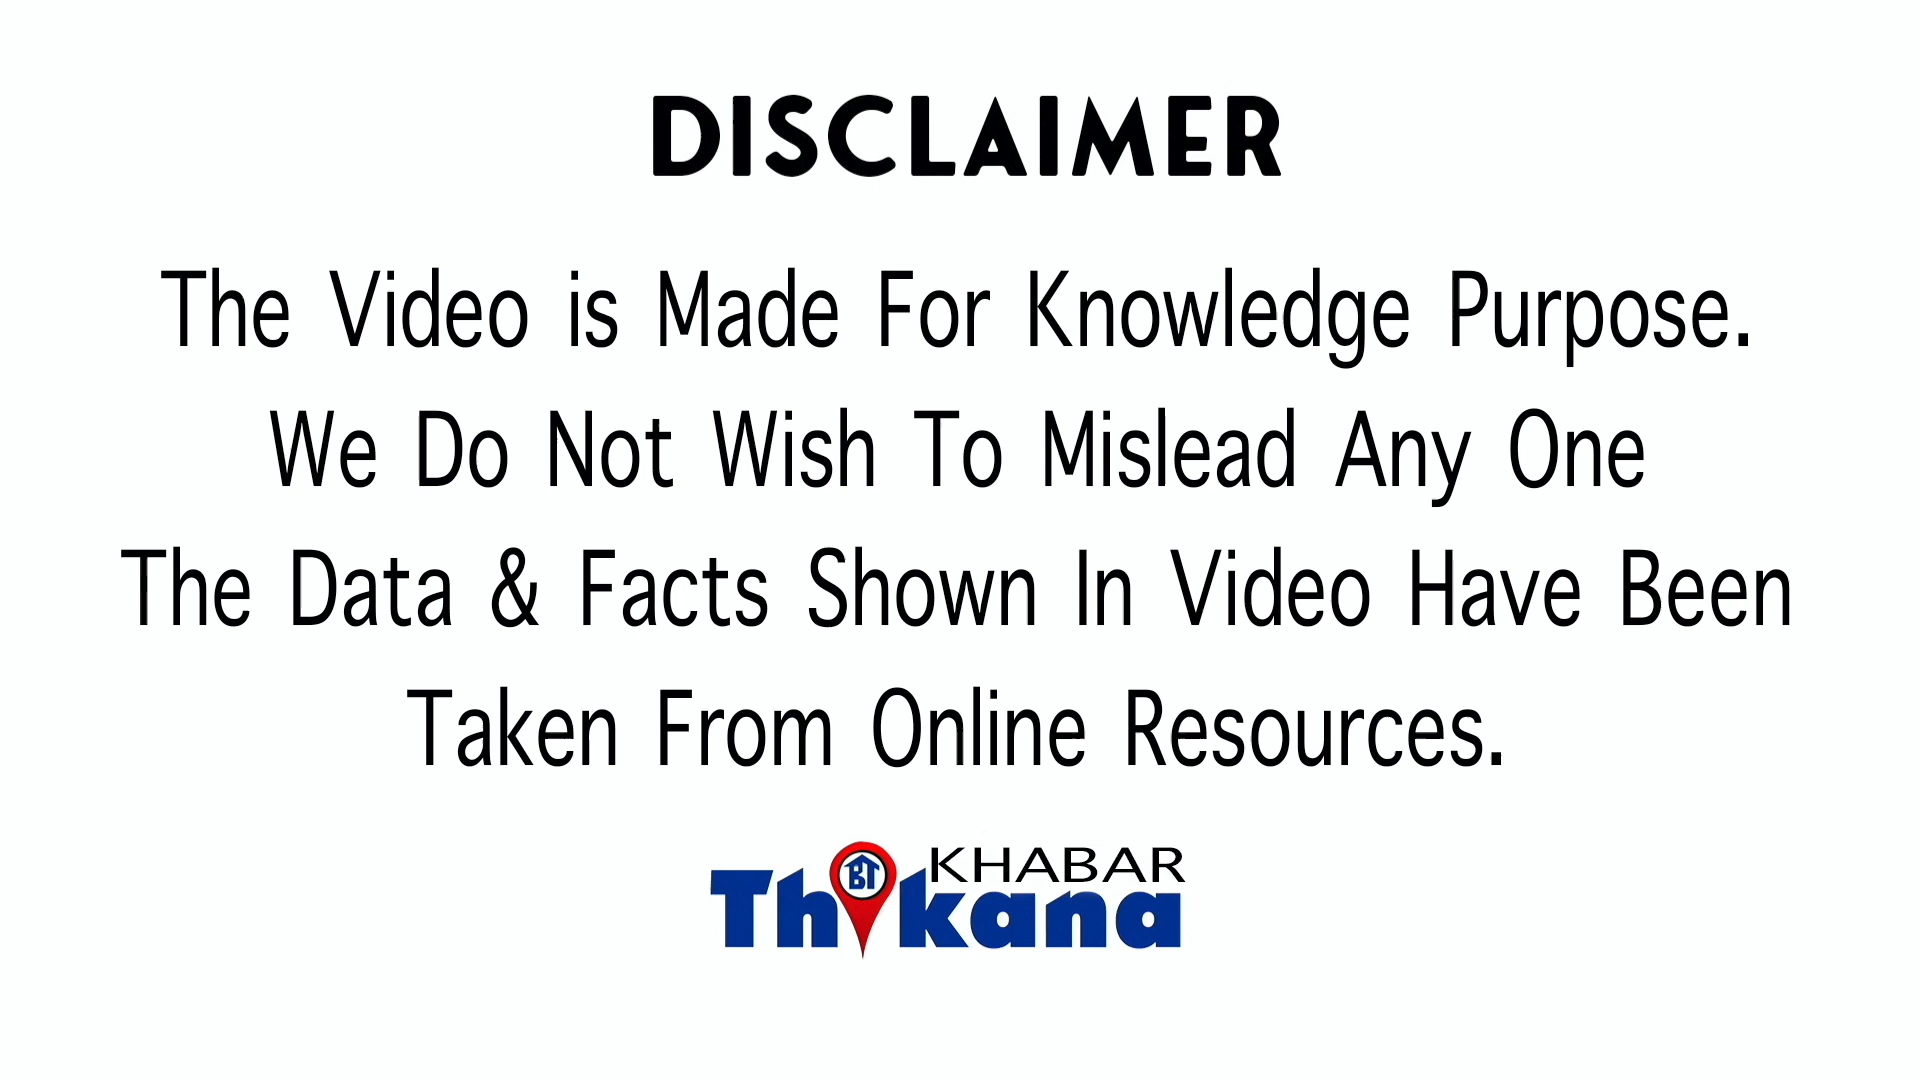 DISCLAIMER
The Video is Made For Knowledge Purpose.
We Do Not Wish To Mislead Any One
The Data & Facts Shown In Video Have Been
Taken From Online Resources.
KHABAR
BT
Thikana